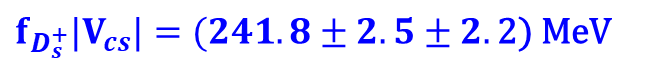 f_{D_s^+}|V_{cs}| = (241.8 ± 2.5 ± 2.2) MeV